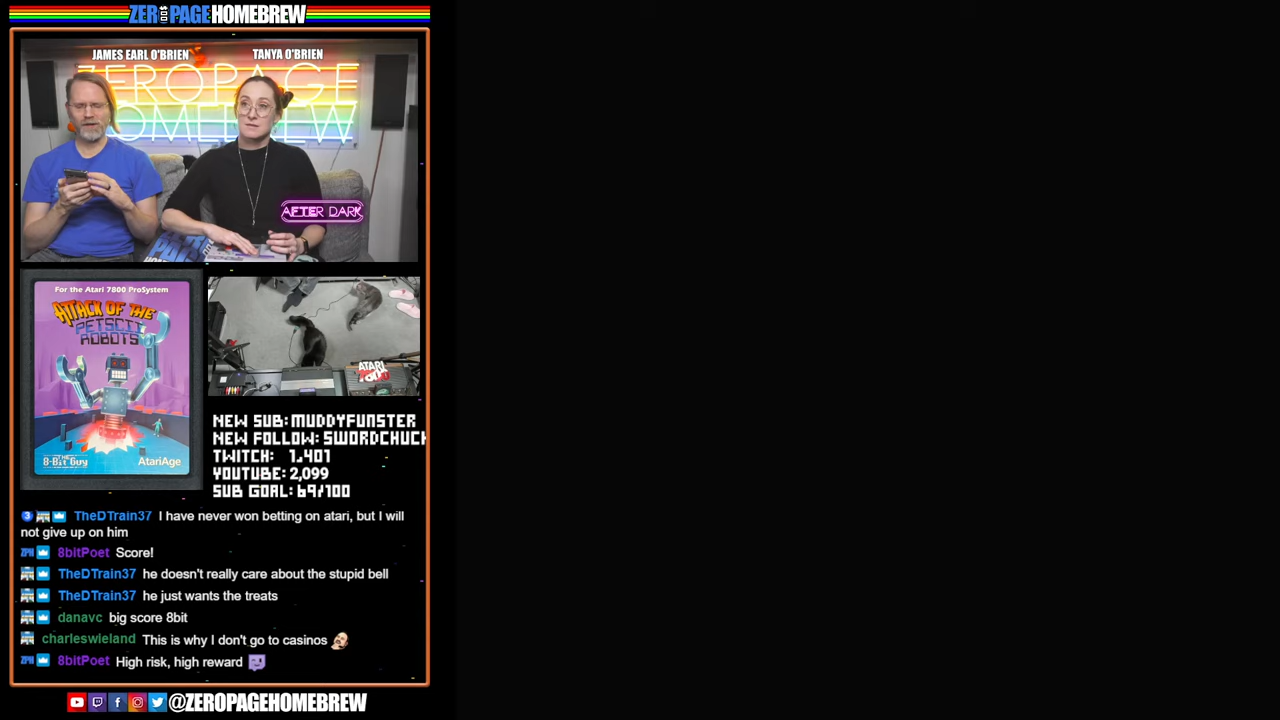 ZEROPAGE HOMEBREW
JAMES EARL O'BRIEN
TANYA O'BRIEN
ZEROPAGE
HOMEBREW
AFTER DARK
For the Atari 7800 ProSystem
ATTACK OF THE
PETSCII
ROBOTS
8-Bit Guy
AtariAge
ATARI
NEW SUB: MUDDYFUNSTER
NEW FOLLOW: SWORDCHUCK
TWITCH: 1,401
YOUTUBE: 2,099
SUB GOAL: 69/100
TheDTrain37 I have never won betting on atari, but I will
not give up on him
8bitPoet Score!
TheDTrain37 he doesn't really care about the stupid bell
TheDTrain37 he just wants the treats
danavc big score 8bit
charleswieland This is why I don't go to casinos
8bitPoet High risk, high reward
@ZEROPAGEHOMEBREW